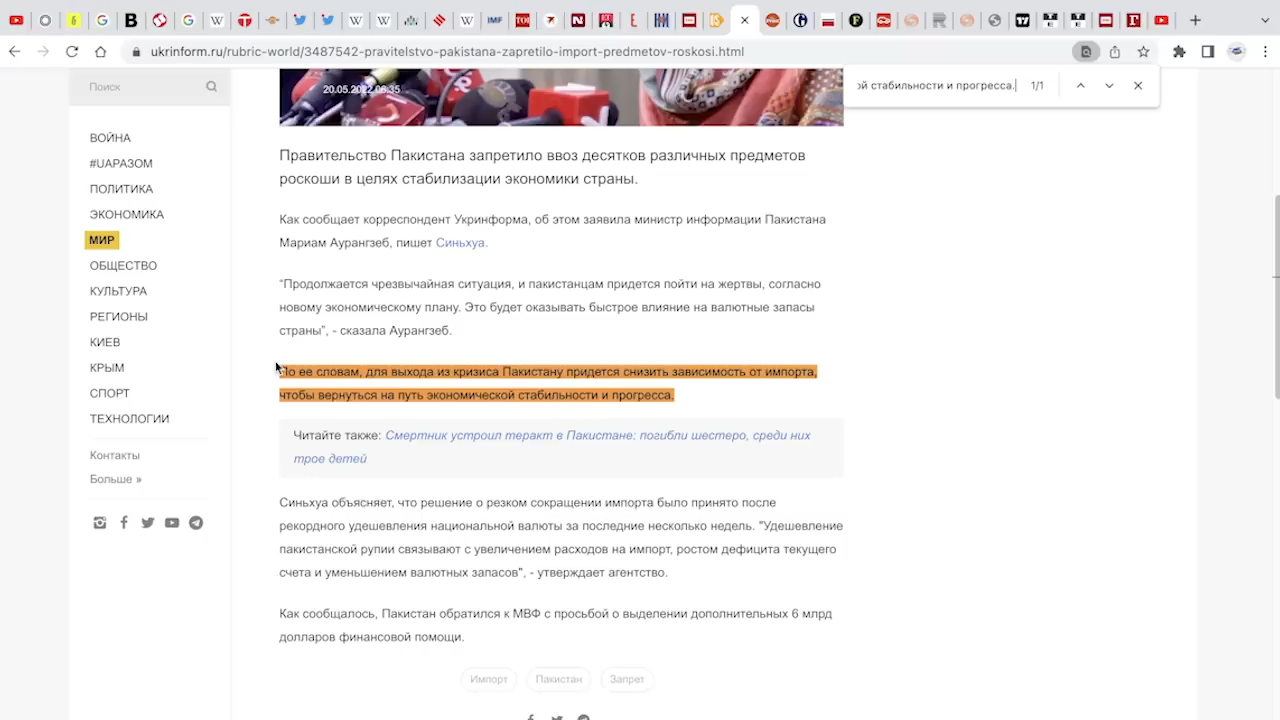 ukrinform.ru/rubric-world/3487542-pravitelstvo-pakistana-zapretilo-import-predmetov-roskosi.html
ой стабильности и прогресса.
1/1
Поиск
ВОЙНА
#UАРАЗОМ
ПОЛИТИКА
ЭКОНОМИКА
МИР
ОБЩЕСТВО
КУЛЬТУРА
РЕГИОНЫ
КИЕВ
КРЫМ
СПОРТ
ТЕХНОЛОГИИ
Контакты
Больше »
20.05.2022 06:35
Правительство Пакистана запретило ввоз десятков различных предметов
роскоши в целях стабилизации экономики страны.
Как сообщает корреспондент Укринформа, об этом заявила министр информации Пакистана
Мариам Аурангзеб, пишет Синьхуа.
“Продолжается чрезвычайная ситуация, и пакистанцам придется пойти на жертвы, согласно
новому экономическому плану. Это будет оказывать быстрое влияние на валютные запасы
страны”, - сказала Аурангзеб.
По ее словам, для выхода из кризиса Пакистану придется снизить зависимость от импорта,
чтобы вернуться на путь экономической стабильности и прогресса.
Читайте также: Смертник устроил теракт в Пакистане: погибли шестеро, среди них
трое детей
Синьхуа объясняет, что решение о резком сокращении импорта было принято после
рекордного удешевления национальной валюты за последние несколько недель. "Удешевление
пакистанской рупии связывают с увеличением расходов на импорт, ростом дефицита текущего
счета и уменьшением валютных запасов", - утверждает агентство.
Как сообщалось, Пакистан обратился к МВФ с просьбой о выделении дополнительных 6 млрд
долларов финансовой помощи.
Импорт
Пакистан
Запрет